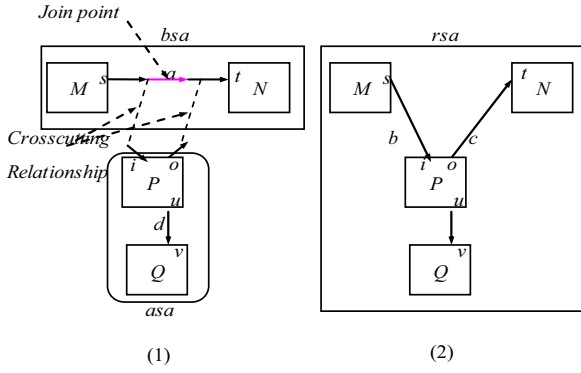 Join point
bsa
rsa
M
s
a
t
N
M
s
t
N
Crosscutting
Relationship
b
c
i
o
P
u
i
o
P
u
d
v
Q
v
Q
asa
(1)
(2)